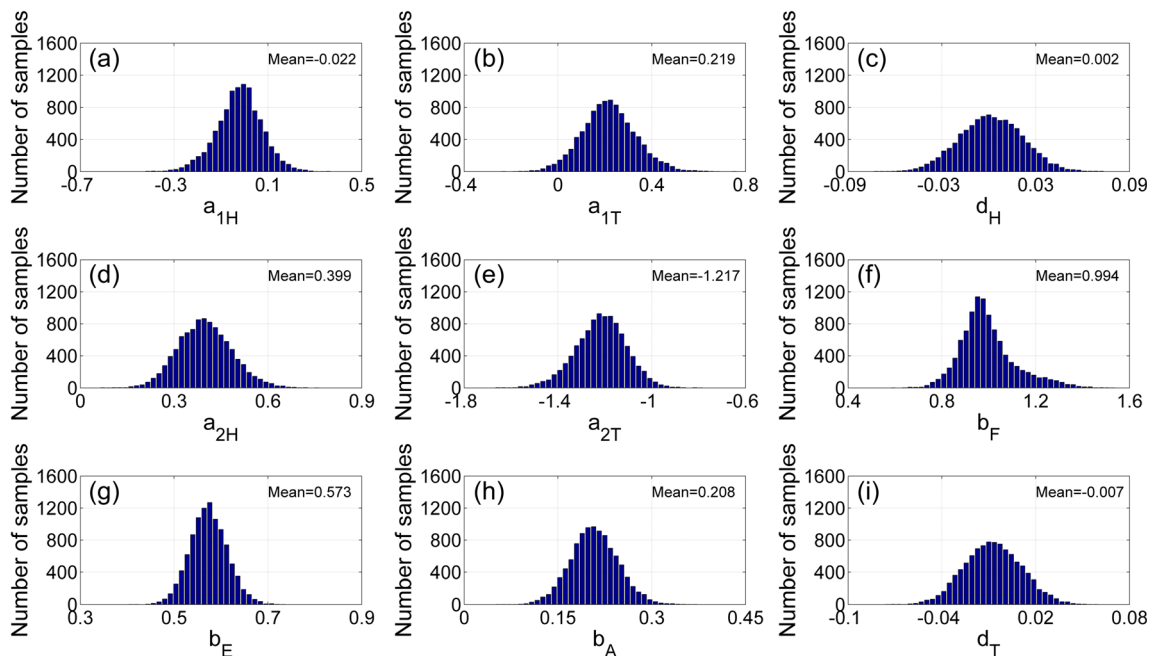 Number of samples
1600
1200
800
400
0
(a)
Mean=-0.022
-0.7
-0.3
0.1
0.5
a1H
Number of samples
1600
1200
800
400
0
(b)
Mean=0.219
-0.4
0
0.4
0.8
a1T
Number of samples
1600
1200
800
400
0
(c)
Mean=0.002
-0.09
-0.03
0.03
0.09
dH
Number of samples
1600
1200
800
400
0
(d)
Mean=0.399
0
0.3
0.6
0.9
a2H
Number of samples
1600
1200
800
400
0
(e)
Mean=-1.217
-1.8
-1.4
-1
-0.6
a2T
Number of samples
1600
1200
800
400
0
(f)
Mean=0.994
0.4
0.8
1.2
1.6
bF
Number of samples
1600
1200
800
400
0
(g)
Mean=0.573
0.3
0.5
0.7
0.9
bE
Number of samples
1600
1200
800
400
0
(h)
Mean=0.208
0
0.15
0.3
0.45
bA
Number of samples
1600
1200
800
400
0
(i)
Mean=-0.007
-0.1
-0.04
0.02
0.08
dT